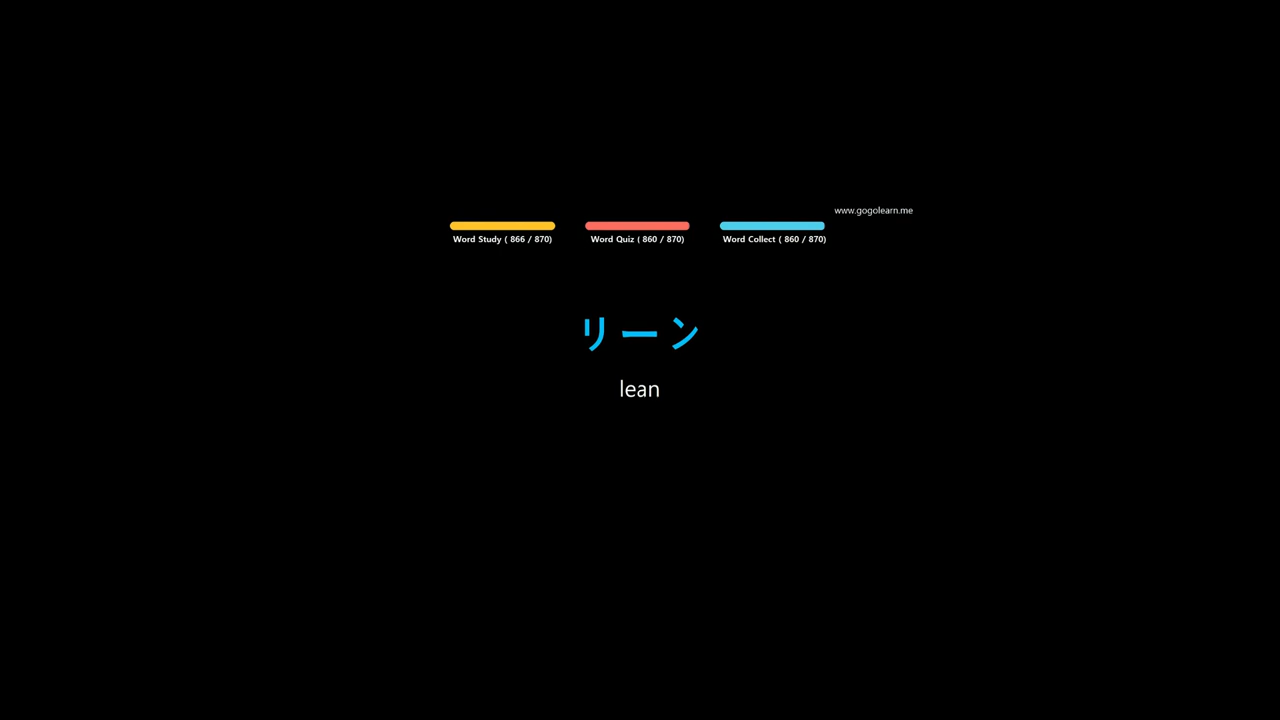 www.gogolearn.me
Word Study ( 866 / 870)
Word Quiz ( 860 / 870)
Word Collect ( 860 / 870)
リーン
lean